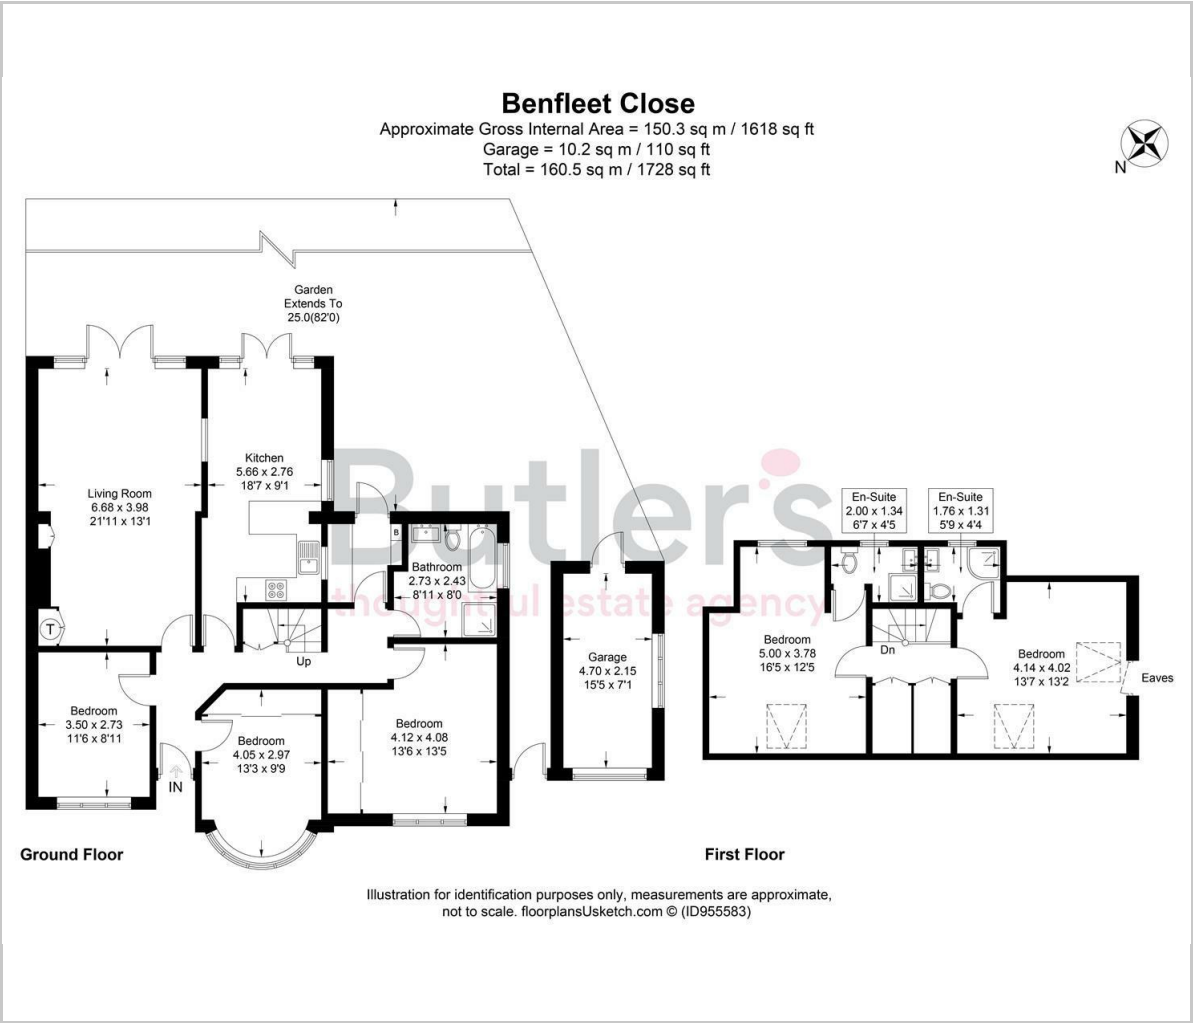 Benfleet Close
Approximate Gross Internal Area = 150.3 sq m / 1618 sq ft
Garage = 10.2 sq m / 110 sq ft
Total = 160.5 sq m / 1728 sq ft
N
Garden
Extends To
25.0(82'0)
Kitchen
5.66 x 2.76
18'7 x 9'1
Living Room
6.68 x 3.98
21'11 x 13'1
Butler's
thoughtful estate agency
B
Bathroom
2.73 x 2.43
8'11 x 8'0
T
Up
Garage
4.70 x 2.15
15'5 x 7'1
Bedroom
3.50 x 2.73
11'6 x 8'11
Bedroom
4.05 x 2.97
13'3 x 9'9
Bedroom
4.12 x 4.08
13'6 x 13'5
IN
En-Suite
2.00 x 1.34
6'7 x 4'5
En-Suite
1.76 x 1.31
5'9 x 4'4
Bedroom
5.00 x 3.78
16'5 x 12'5
Dn
Bedroom
4.14 x 4.02
13'7 x 13'2
Eaves
Ground Floor
First Floor
Illustration for identification purposes only, measurements are approximate,
not to scale. floorplansUsketch.com © (ID955583)